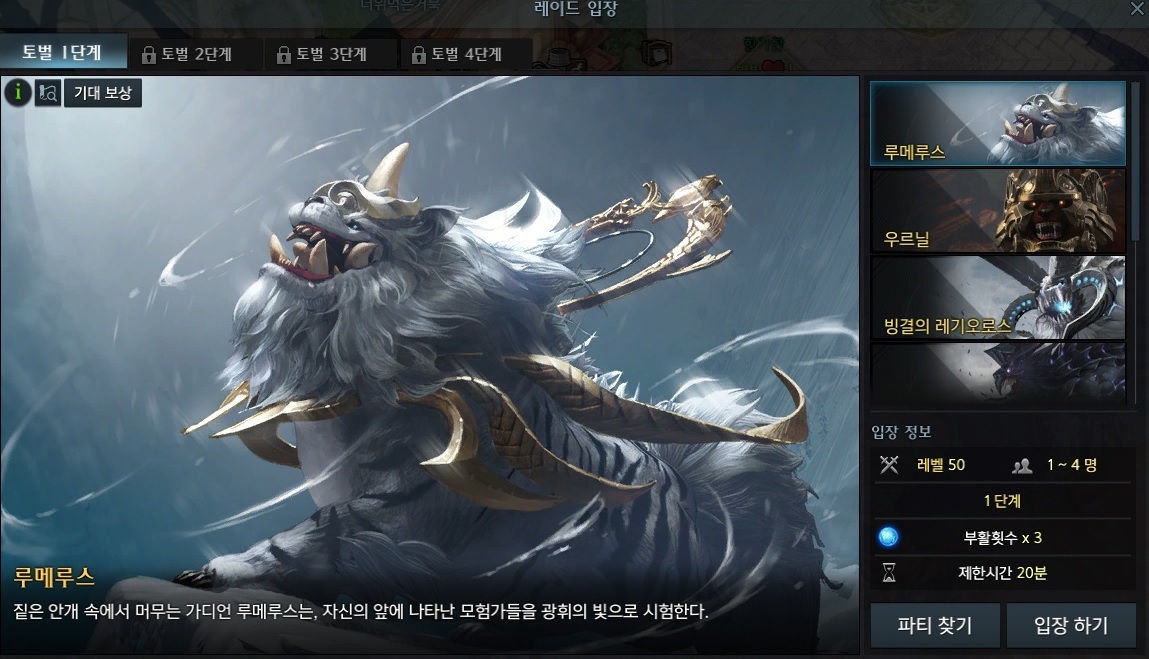 레이드 입장
토벌 1단계
토벌 2단계
토벌 3단계
토벌 4단계
기대 보상
루메루스
우르닐
빙결의 레기오로스
입장 정보
레벨 50
1 ~ 4 명
1 단계
부활횟수 x 3
제한시간 20분
루메루스
짙은 안개 속에서 머무는 가디언 루메루스는, 자신의 앞에 나타난 모험가들을 광휘의 빛으로 시험한다.
파티 찾기
입장 하기